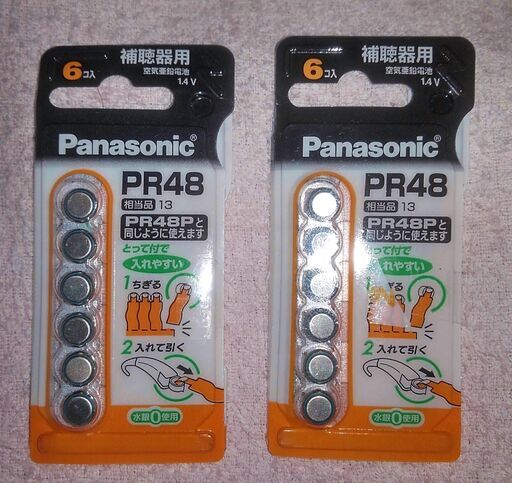 6コ入
補聴器用
空気亜鉛電池
1.4V
Panasonic®
PR48
相当品 13
PR48Pと
同じように使えます
とって付で
入れやすい
1 ちぎる
2 入れて引く
水銀0使用
6コ入
補聴器用
空気亜鉛電池
1.4V
Panasonic®
PR48
相当品 13
PR48Pと
同じように使えます
とって付で
入れやすい
2 入れて引く
水銀0使用